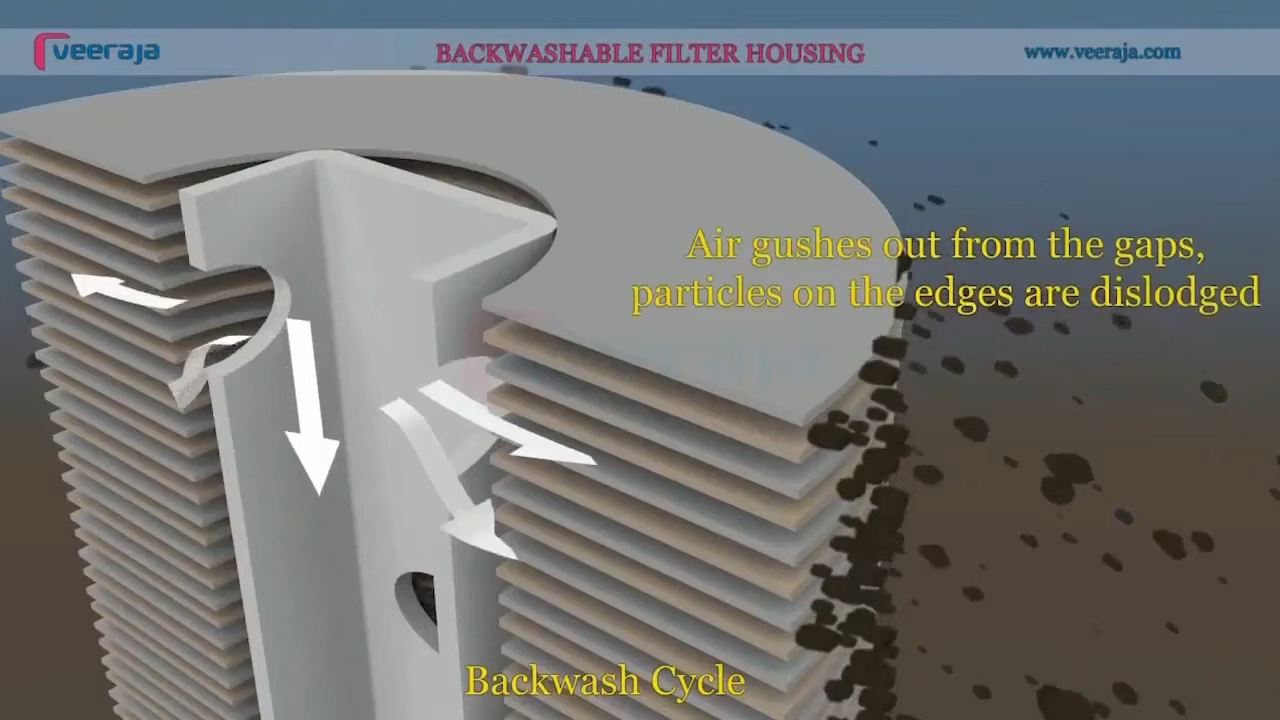 veeraja
BACKWASHABLE FILTER HOUSING
www.veeraja.com
Air gushes out from the gaps,
particles on the edges are dislodged
Backwash Cycle